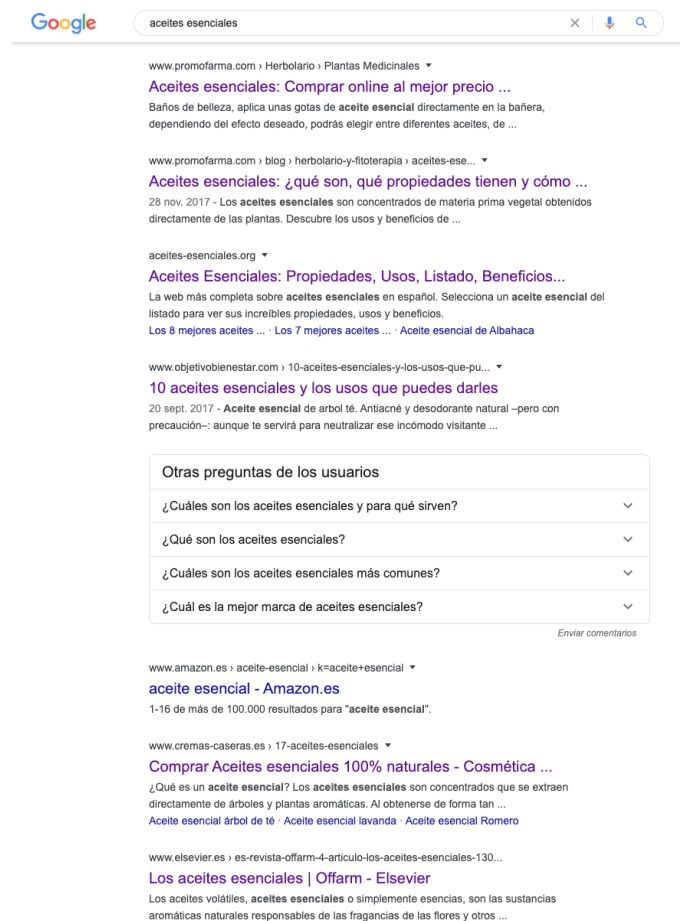 Google
aceites esenciales
www.promofarma.com › Herbolario › Plantas Medicinales
Aceites esenciales: Comprar online al mejor precio ...
Baños de belleza, aplica unas gotas de aceite esencial directamente en la bañera,
dependiendo del efecto deseado, podrás elegir entre diferentes aceites, de ...
www.promofarma.com › blog › herbolario-y-fitoterapia › aceites-ese...
Aceites esenciales: ¿qué son, qué propiedades tienen y cómo ...
28 nov. 2017 - Los aceites esenciales son concentrados de materia prima vegetal obtenidos
directamente de las plantas. Descubre los usos y beneficios de ...
aceites-esenciales.org
Aceites Esenciales: Propiedades, Usos, Listado, Beneficios...
La web más completa sobre aceites esenciales en español. Selecciona un aceite esencial del
listado para ver sus increíbles propiedades, usos y beneficios.
Los 8 mejores aceites ... · Los 7 mejores aceites ... · Aceite esencial de Albahaca
www.objetivobienestar.com › 10-aceites-esenciales-y-los-usos-que-pu...
10 aceites esenciales y los usos que puedes darles
20 sept. 2017 - Aceite esencial de arbol té. Antiacné y desodorante natural –pero con
precaución–: aunque te servirá para neutralizar ese incómodo visitante ...
Otras preguntas de los usuarios
¿Cuáles son los aceites esenciales y para qué sirven?
¿Qué son los aceites esenciales?
¿Cuáles son los aceites esenciales más comunes?
¿Cuál es la mejor marca de aceites esenciales?
Enviar comentarios
www.amazon.es › aceite-esencial › k=aceite+esencial
aceite esencial - Amazon.es
1-16 de más de 100.000 resultados para "aceite esencial".
www.cremas-caseras.es › 17-aceites-esenciales
Comprar Aceites esenciales 100% naturales - Cosmética ...
¿Qué es un aceite esencial? Los aceites esenciales son concentrados que se extraen
directamente de árboles y plantas aromáticas. Al obtenerse de forma tan ...
Aceite esencial árbol de té · Aceite esencial lavanda · Aceite esencial Romero
www.elsevier.es › es-revista-offarm-4-articulo-los-aceites-esenciales-130...
Los aceites esenciales | Offarm - Elsevier
Los aceites volátiles, aceites esenciales o simplemente esencias, son las sustancias
aromáticas naturales responsables de las fragancias de las flores y otros ...